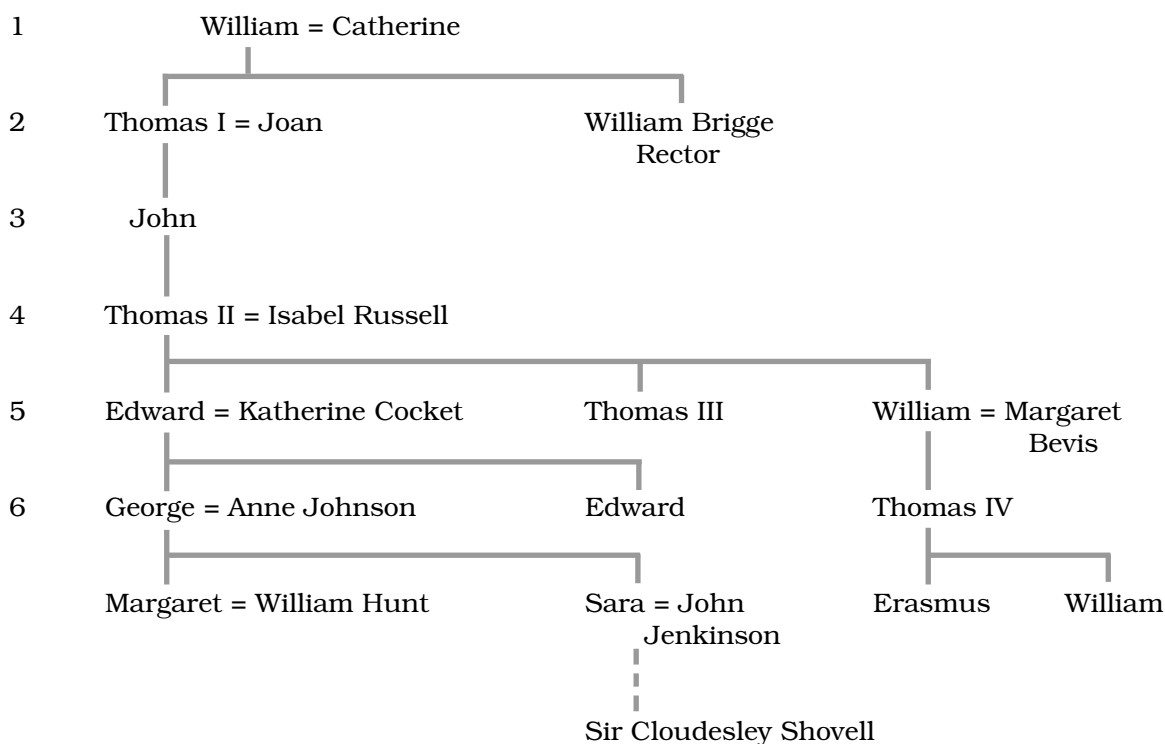 1 William = Catherine
2 Thomas I = Joan William Brigge
Rector
3 John
4 Thomas II = Isabel Russell
5 Edward = Katherine Cocket Thomas III William = Margaret
Bevis
6 George = Anne Johnson Edward Thomas IV
Margaret = William Hunt Sara = John Erasmus William
Jenkinson
Sir Cloudesley Shovell